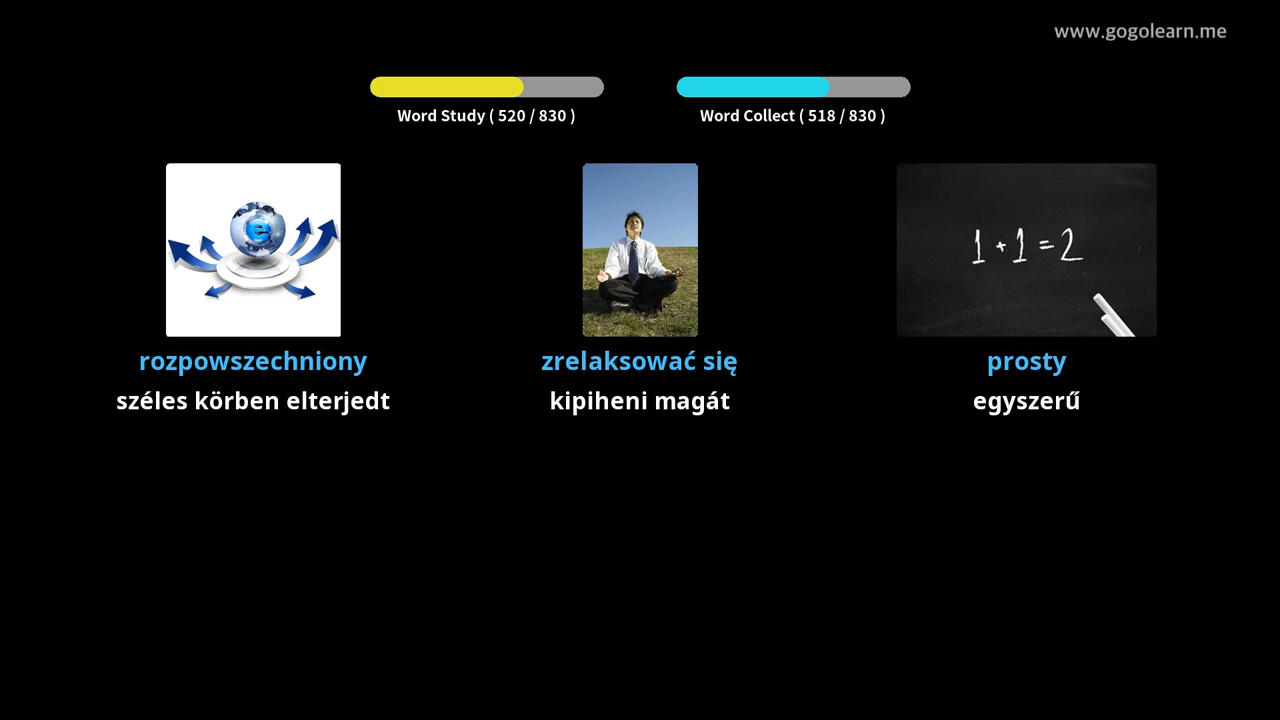 www.gogolearn.me
Word Study ( 520 / 830 )
Word Collect ( 518 / 830 )
e
1 + 1 = 2
rozpowszechniony
zrelaksować się
prosty
széles körben elterjedt
kipiheni magát
egyszerű